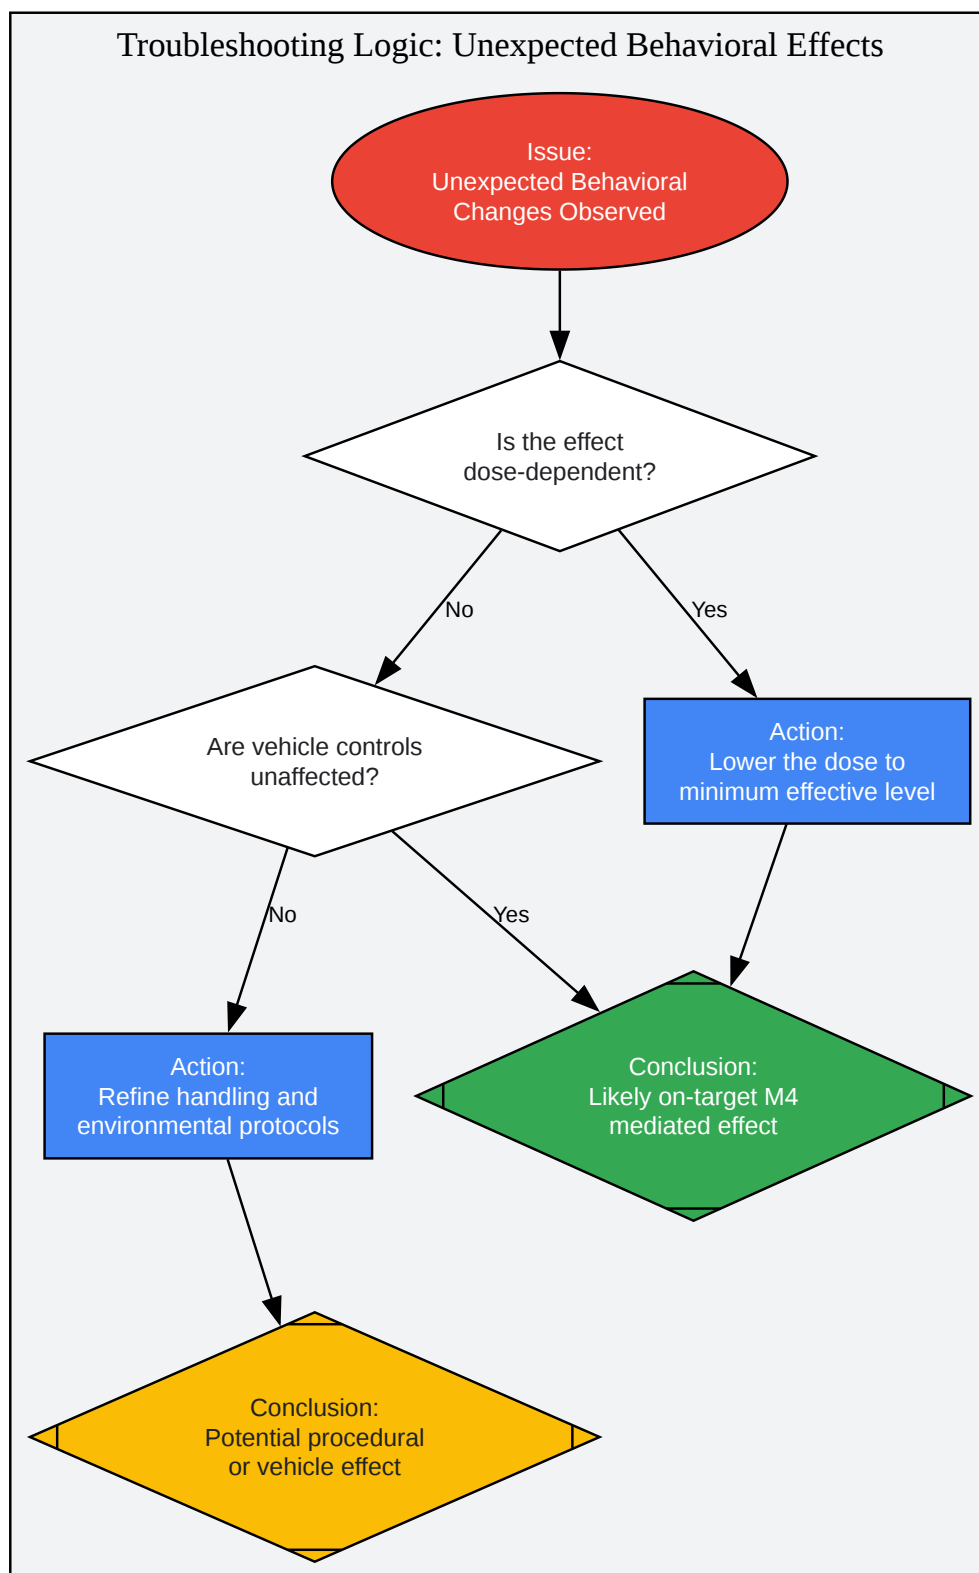 Troubleshooting Logic: Unexpected Behavioral Effects
Issue:
Unexpected Behavioral
Changes Observed
Is the effect
dose-dependent?
No
Yes
Are vehicle controls
unaffected?
Action:
Lower the dose to
minimum effective level
No
Yes
Action:
Refine handling and
environmental protocols
Conclusion:
Likely on-target M4
mediated effect
Conclusion:
Potential procedural
or vehicle effect